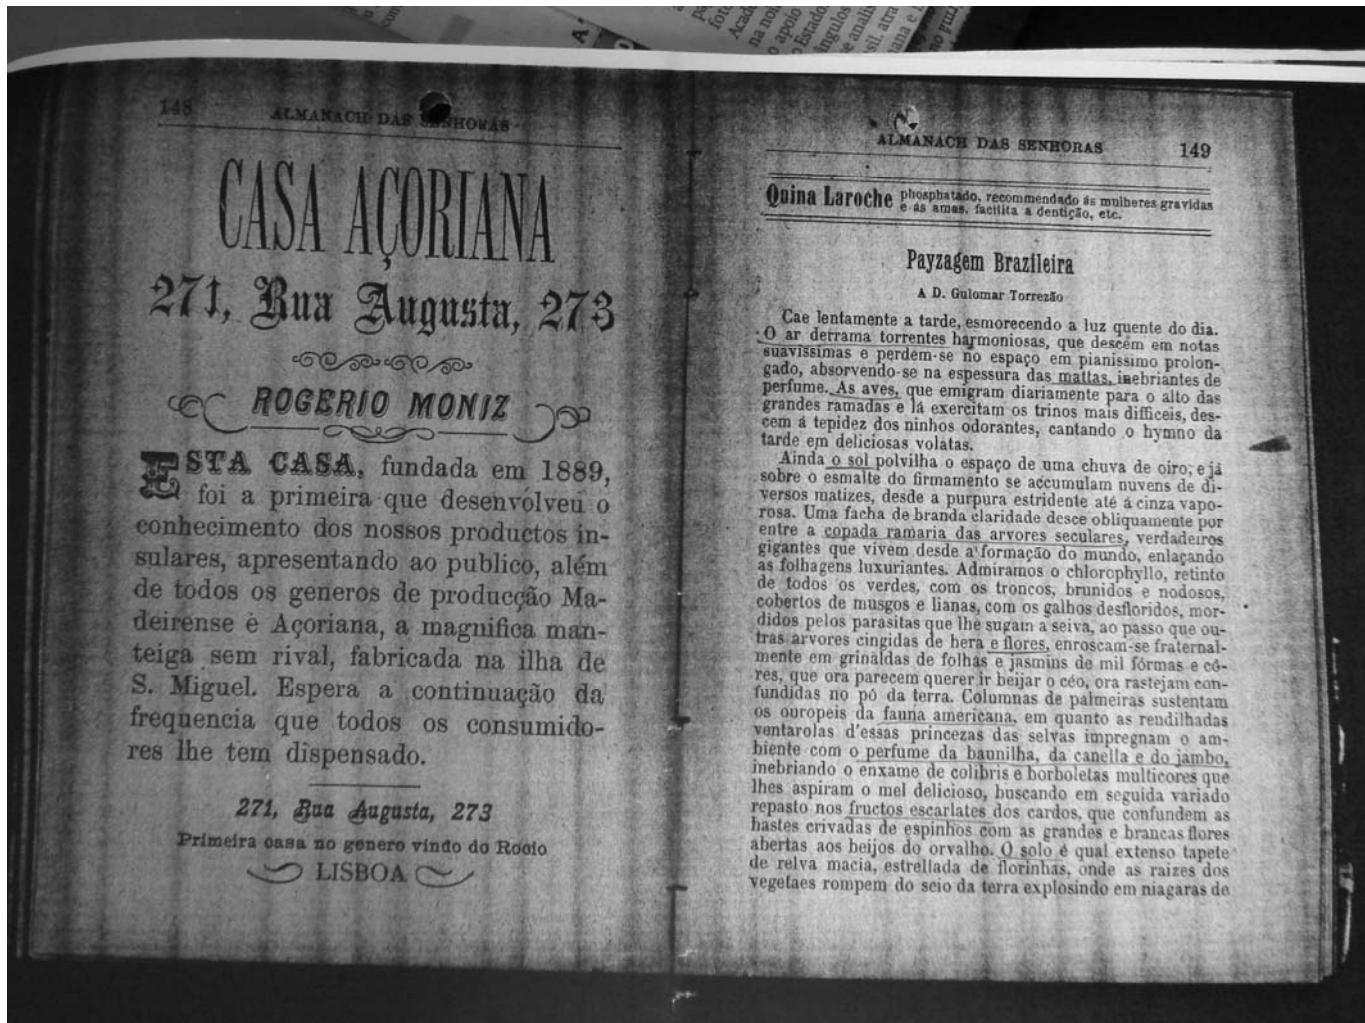 148
ALMANACH DAS SENHORAS
CASA AÇORIANA
271, Rua Augusta, 273
ROGERIO MONIZ
ESTA CASA, fundada em 1889,
foi a primeira que desenvolveu o
conhecimento dos nossos productos in-
sulares, apresentando ao publico, além
de todos os generos de producção Ma-
deirense e Açoriana, a magnifica man-
teiga sem rival, fabricada na ilha de
S. Miguel. Espera a continuação da
frequencia que todos os consumido-
res lhe tem dispensado.
271, Rua Augusta, 273
Primeira casa no genero vindo do Rocio
LISBOA
ALMANACH DAS SENHORAS
149
Quina Laroche phosphatado, recommendado ás mulheres gravidas
e ás amas, facilita a dentição, etc.
Payzagem Brazileira
A D. Guiomar Torrezão
Cae lentamente a tarde, esmorecendo a luz quente do dia.
O ar derrama torrentes harmoniosas, que descem em notas
suavissimas e perdem-se no espaço em pianissimo prolon-
gado, absorvendo-se na espessura das mattas, inebriantes de
perfume. As aves, que emigram diariamente para o alto das
grandes ramadas e lá exercitam os trinos mais difficeis, des-
cem á tepidez dos ninhos odorantes, cantando o hymno da
tarde em deliciosas volatas.
Ainda o sol polvilha o espaço de uma chuva de oiro, e já
sobre o esmalte do firmamento se accumulam nuvens de di-
versos matizes, desde a purpura estridente até á cinza vapo-
rosa. Uma facha de branda claridade desce obliquamente por
entre a copada ramaria das arvores seculares, verdadeiros
gigantes que vivem desde a formação do mundo, enlaçando
as folhagens luxuriantes. Admiramos o chlorophyllo, retinto
de todos os verdes, com os troncos, brunidos e nodosos,
cobertos de musgos e lianas, com os galhos desfloridos, mor-
didos pelos parasitas que lhe sugam a seiva, ao passo que ou-
tras arvores cingidas de hera e flores, enroscam-se fraternal-
mente em grinaldas de folhas e jasmins de mil fórmas e cô-
res, que ora parecem querer ir beijar o céo, ora rastejam con-
fundidas no pó da terra. Columnas de palmeiras sustentam
os ouropeis da fauna americana, em quanto as rendilhadas
ventarolas d'essas princezas das selvas impregnam o am-
biente com o perfume da baunilha, da canella e do jambo,
inebriando o enxame de colibris e borboletas multicores que
lhes aspiram o mel delicioso, buscando em seguida variado
repasto nos fructos escarlates dos cardos, que confundem as
hastes crivadas de espinhos com as grandes e brancas flores
abertas aos beijos do orvalho. O solo é qual extenso tapete
de relva macia, estrellada de florinhas, onde as raizes dos
vegetaes rompem do seio da terra explosindo em niagaras de